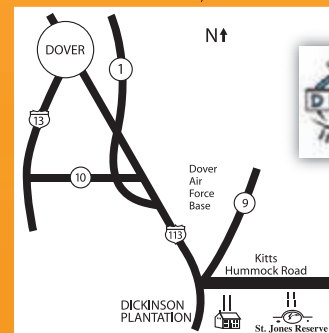 DOVER
N
1
13
10
Dover
Air
Force
Base
9
113
Kitts
Hummock Road
DICKINSON
PLANTATION
St. Jones Reserve